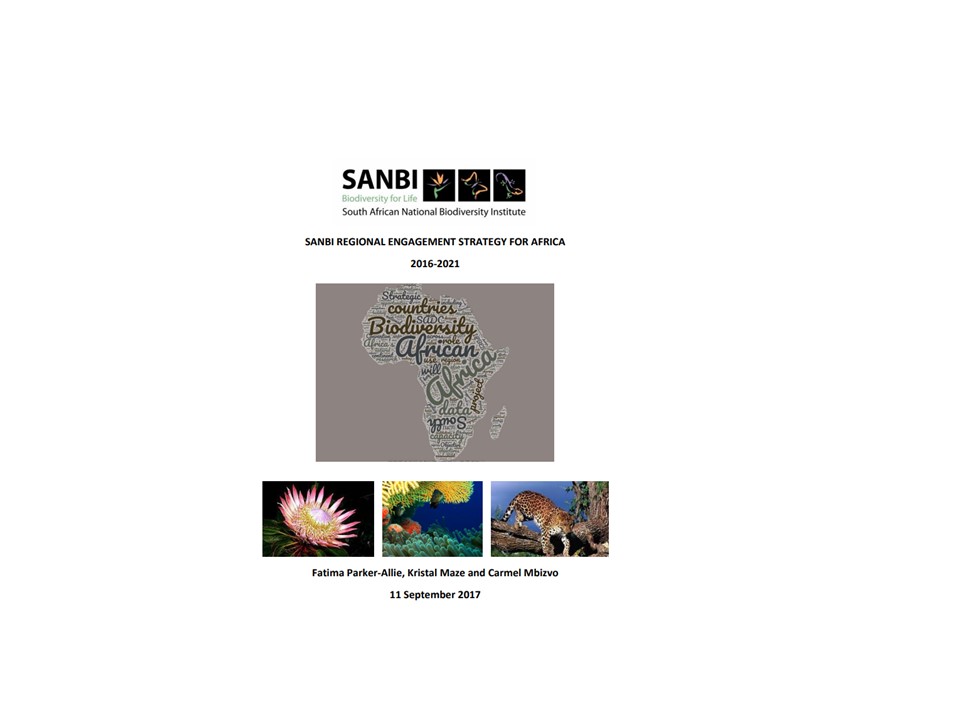 SANBI
Biodiversity for Life
South African National Biodiversity Institute
SANBI REGIONAL ENGAGEMENT STRATEGY FOR AFRICA
2016-2021
Strategic
countries
SADC
Biodiversity
Africa role
African
use region
will
Africa
project
data
South
capacity
Fatima Parker-Allie, Kristal Maze and Carmel Mbizvo
11 September 2017